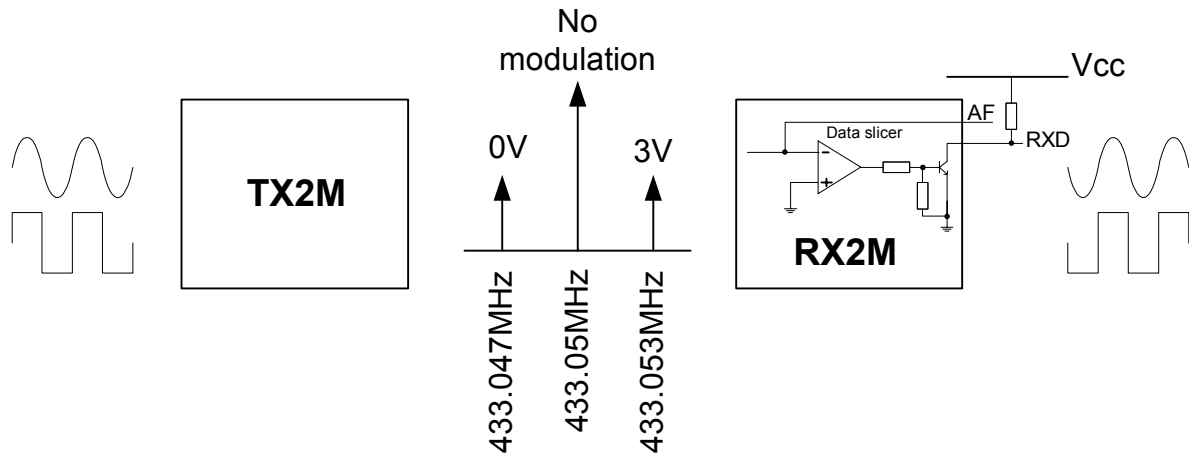 No
modulation
Vcc
AF
Data slicer
RXD
0V
3V
-
+
TX2M
RX2M
433.047MHz
433.05MHz
433.053MHz